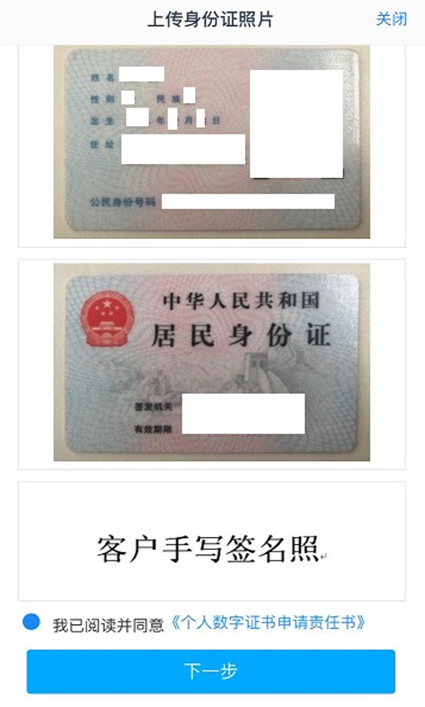 上传身份证照片 关闭
姓名
性别 民族
出生 年 月 日
住址
公民身份号码
中华人民共和国
居民身份证
签发机关
有效期限
客户手写签名照
我已阅读并同意《个人数字证书申请责任书》
下一步